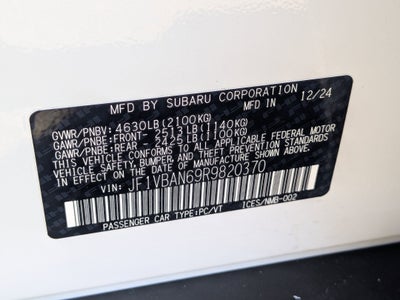 MFD BY SUBARU CORPORATION 12/24
GVWR/PNBV: 4630LB(2100KG) MFD IN
GAWR/PNBE:FRONT- 2513LB(1140KG)
GAWR/PNBE:REAR - 2425LB(1100KG)
THIS VEHICLE CONFORMS TO ALL APPLICABLE FEDERAL MOTOR
VEHICLE SAFETY, BUMPER, AND THEFT PREVENTION STANDARDS
IN EFFECT ON THE DATE OF MANUFACTURE SHOWN ABOVE.
VIN: JF1VBAN69R9820370
PASSENGER CAR TYPE:PC/VT ICES/NMB-002